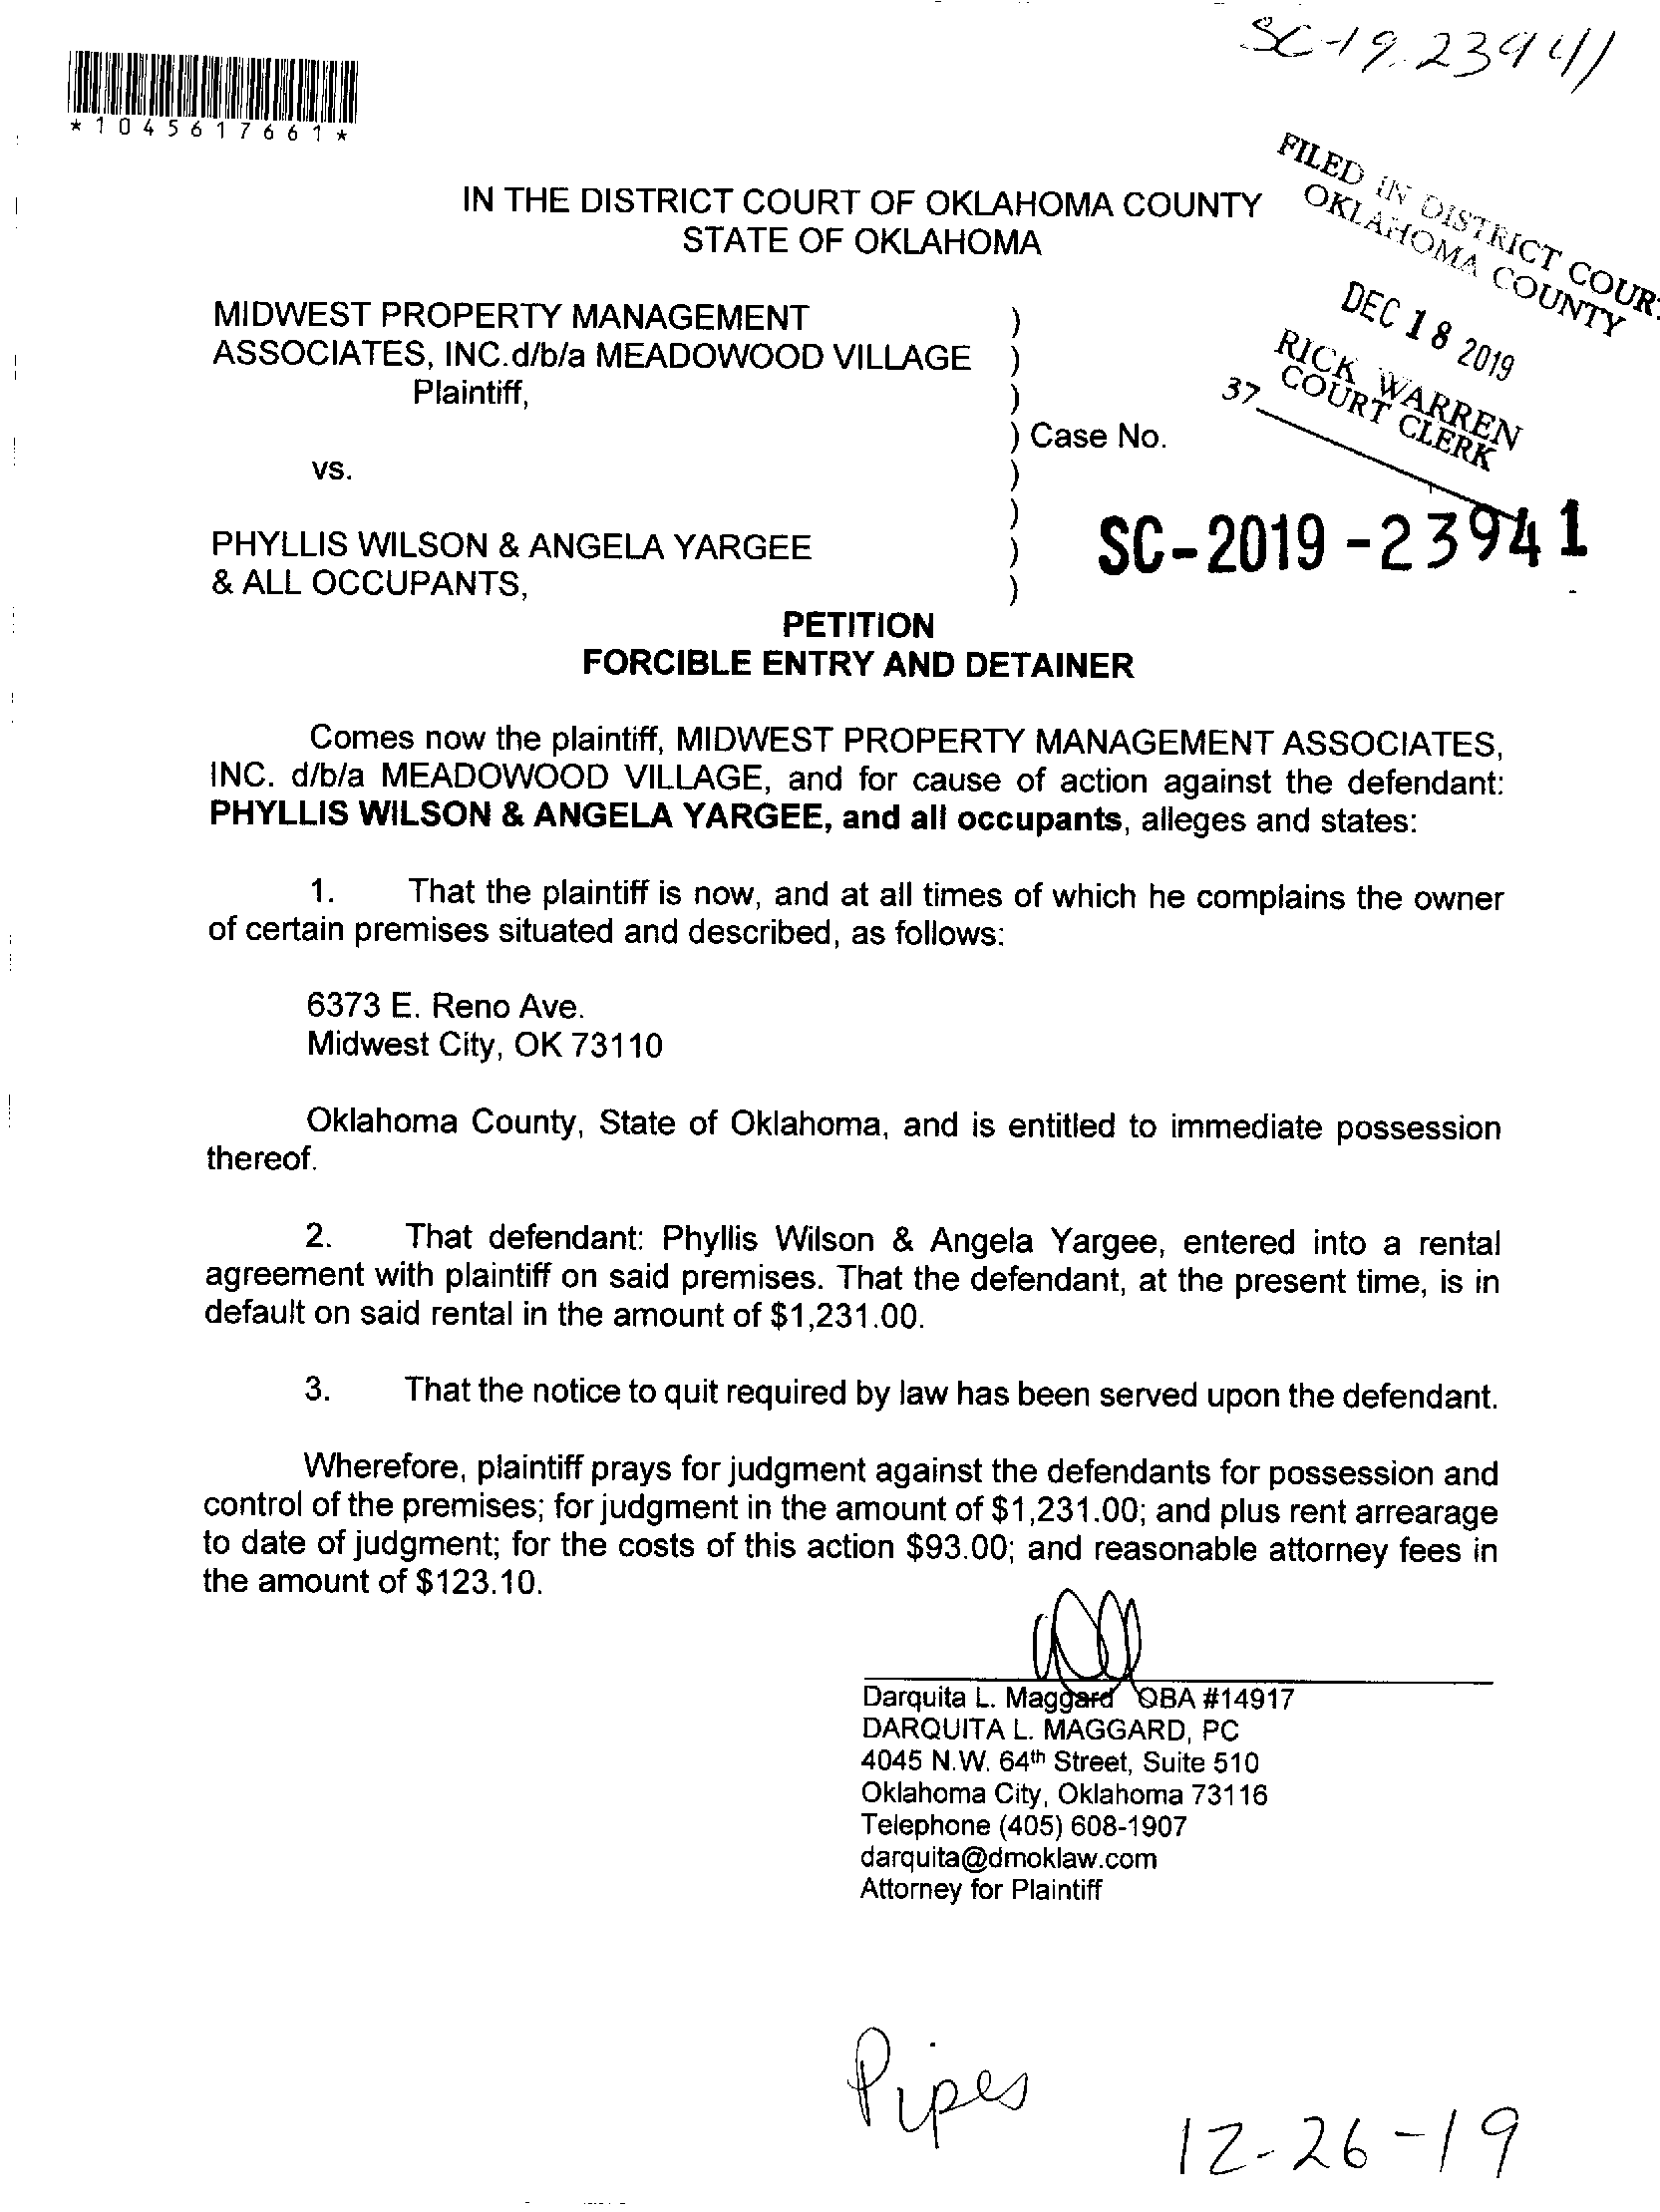 SC-19-23941
*1045617661*
FILED IN DISTRICT COUR
OKLAHOMA COUNTY
DEC 18 2019
RICK WARREN
COURT CLERK
37
IN THE DISTRICT COURT OF OKLAHOMA COUNTY
STATE OF OKLAHOMA
MIDWEST PROPERTY MANAGEMENT )
ASSOCIATES, INC.d/b/a MEADOWOOD VILLAGE )
Plaintiff, )
) Case No.
vs. )
)
SC-2019-23941
PHYLLIS WILSON & ANGELA YARGEE )
& ALL OCCUPANTS, )
PETITION
FORCIBLE ENTRY AND DETAINER
Comes now the plaintiff, MIDWEST PROPERTY MANAGEMENT ASSOCIATES,
INC. d/b/a MEADOWOOD VILLAGE, and for cause of action against the defendant:
PHYLLIS WILSON & ANGELA YARGEE, and all occupants, alleges and states:
1. That the plaintiff is now, and at all times of which he complains the owner
of certain premises situated and described, as follows:
6373 E. Reno Ave.
Midwest City, OK 73110
Oklahoma County, State of Oklahoma, and is entitled to immediate possession
thereof.
2. That defendant: Phyllis Wilson & Angela Yargee, entered into a rental
agreement with plaintiff on said premises. That the defendant, at the present time, is in
default on said rental in the amount of $1,231.00.
3. That the notice to quit required by law has been served upon the defendant.
Wherefore, plaintiff prays for judgment against the defendants for possession and
control of the premises; for judgment in the amount of $1,231.00; and plus rent arrearage
to date of judgment; for the costs of this action $93.00; and reasonable attorney fees in
the amount of $123.10.
Darquita L. Maggard OBA #14917
DARQUITA L. MAGGARD, PC
4045 N.W. 64th Street, Suite 510
Oklahoma City, Oklahoma 73116
Telephone (405) 608-1907
darquita@dmoklaw.com
Attorney for Plaintiff
Pipes
12-26-19